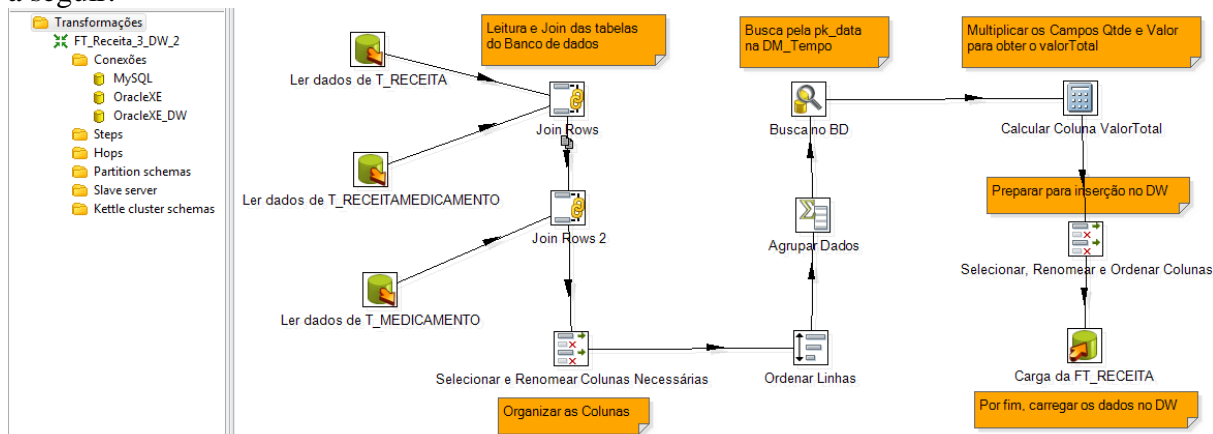 a seguir:
Transformações
FT_Receita_3_DW_2
Conexões
MySQL
OracleXE
OracleXE_DW
Steps
Hops
Partition schemas
Slave server
Kettle cluster schemas
Leitura e Join das tabelas
do Banco de dados
Ler dados de T_RECEITA
Join Rows
Ler dados de T_RECEITAMEDICAMENTO
Join Rows 2
Ler dados de T_MEDICAMENTO
Selecionar e Renomear Colunas Necessárias
Organizar as Colunas
Ordenar Linhas
Agrupar Dados
Busca no BD
Busca pela pk_data
na DM_Tempo
Multiplicar os Campos Qtde e Valor
para obter o valorTotal
Calcular Coluna ValorTotal
Preparar para inserção no DW
Selecionar, Renomear e Ordenar Colunas
Carga da FT_RECEITA
Por fim, carregar os dados no DW